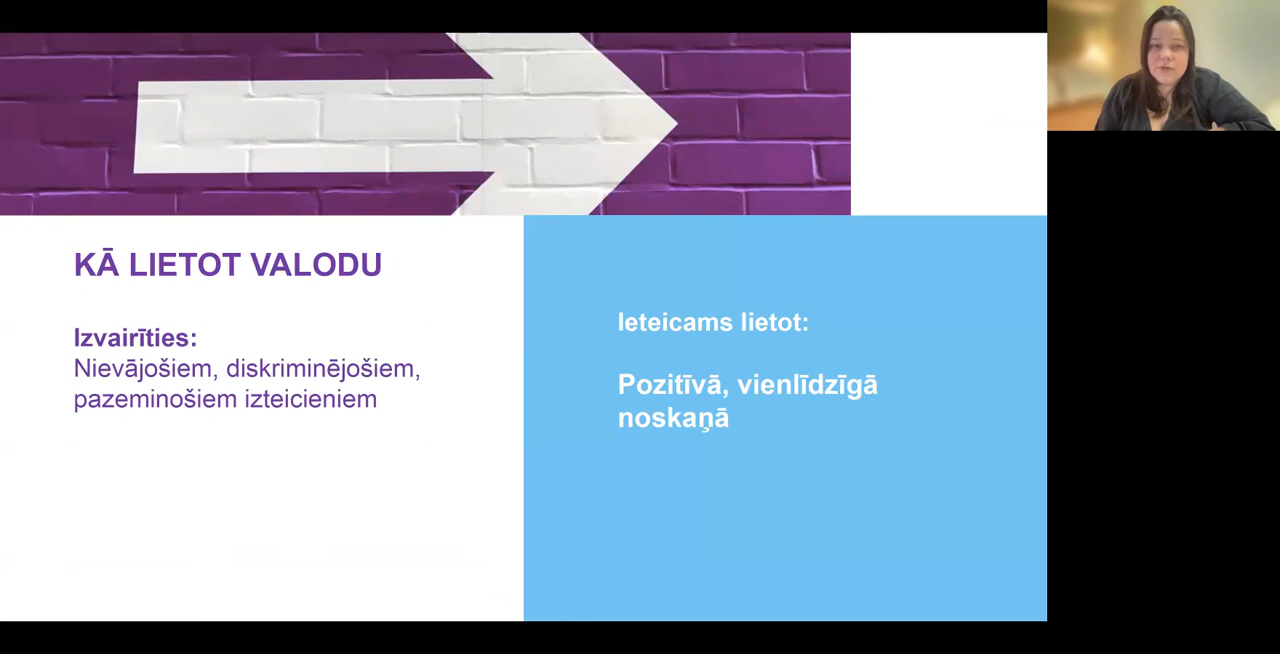 KĀ LIETOT VALODU
Izvairīties:
Nievājošiem, diskriminējošiem,
pazeminošiem izteicieniem
Ieteicams lietot:
Pozitīvā, vienlīdzīgā
noskaņā